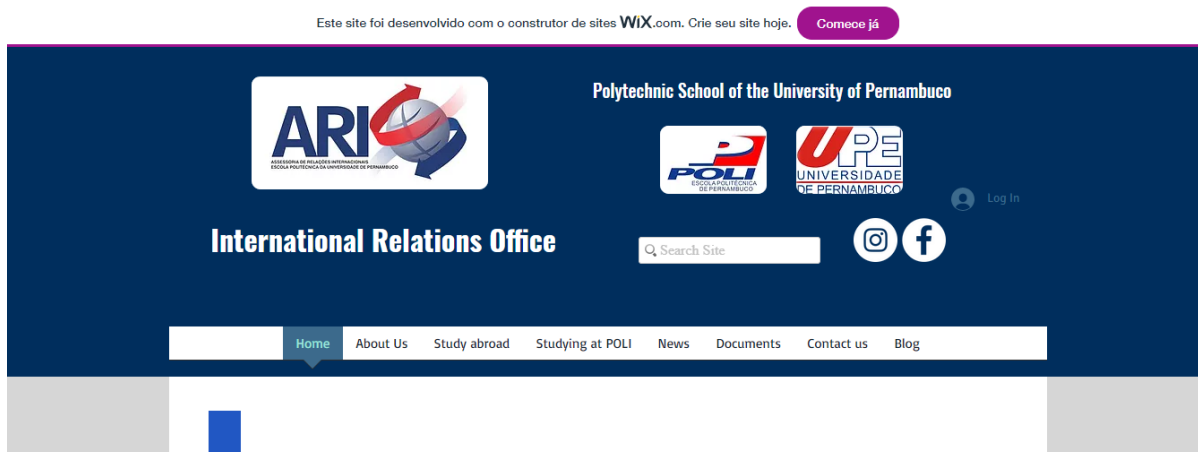 Este site foi desenvolvido com o construtor de sites WiX.com. Crie seu site hoje. Comece já
ARI
ASSESSORIA DE RELAÇÕES INTERNACIONAIS
ESCOLA POLITÉCNICA DA UNIVERSIDADE DE PERNAMBUCO
Polytechnic School of the University of Pernambuco
P
POLI
ESCOLA POLITÉCNICA
DE PERNAMBUCO
UPE
UNIVERSIDADE
DE PERNAMBUCO
Log In
International Relations Office
Search Site
Home About Us Study abroad Studying at POLI News Documents Contact us Blog